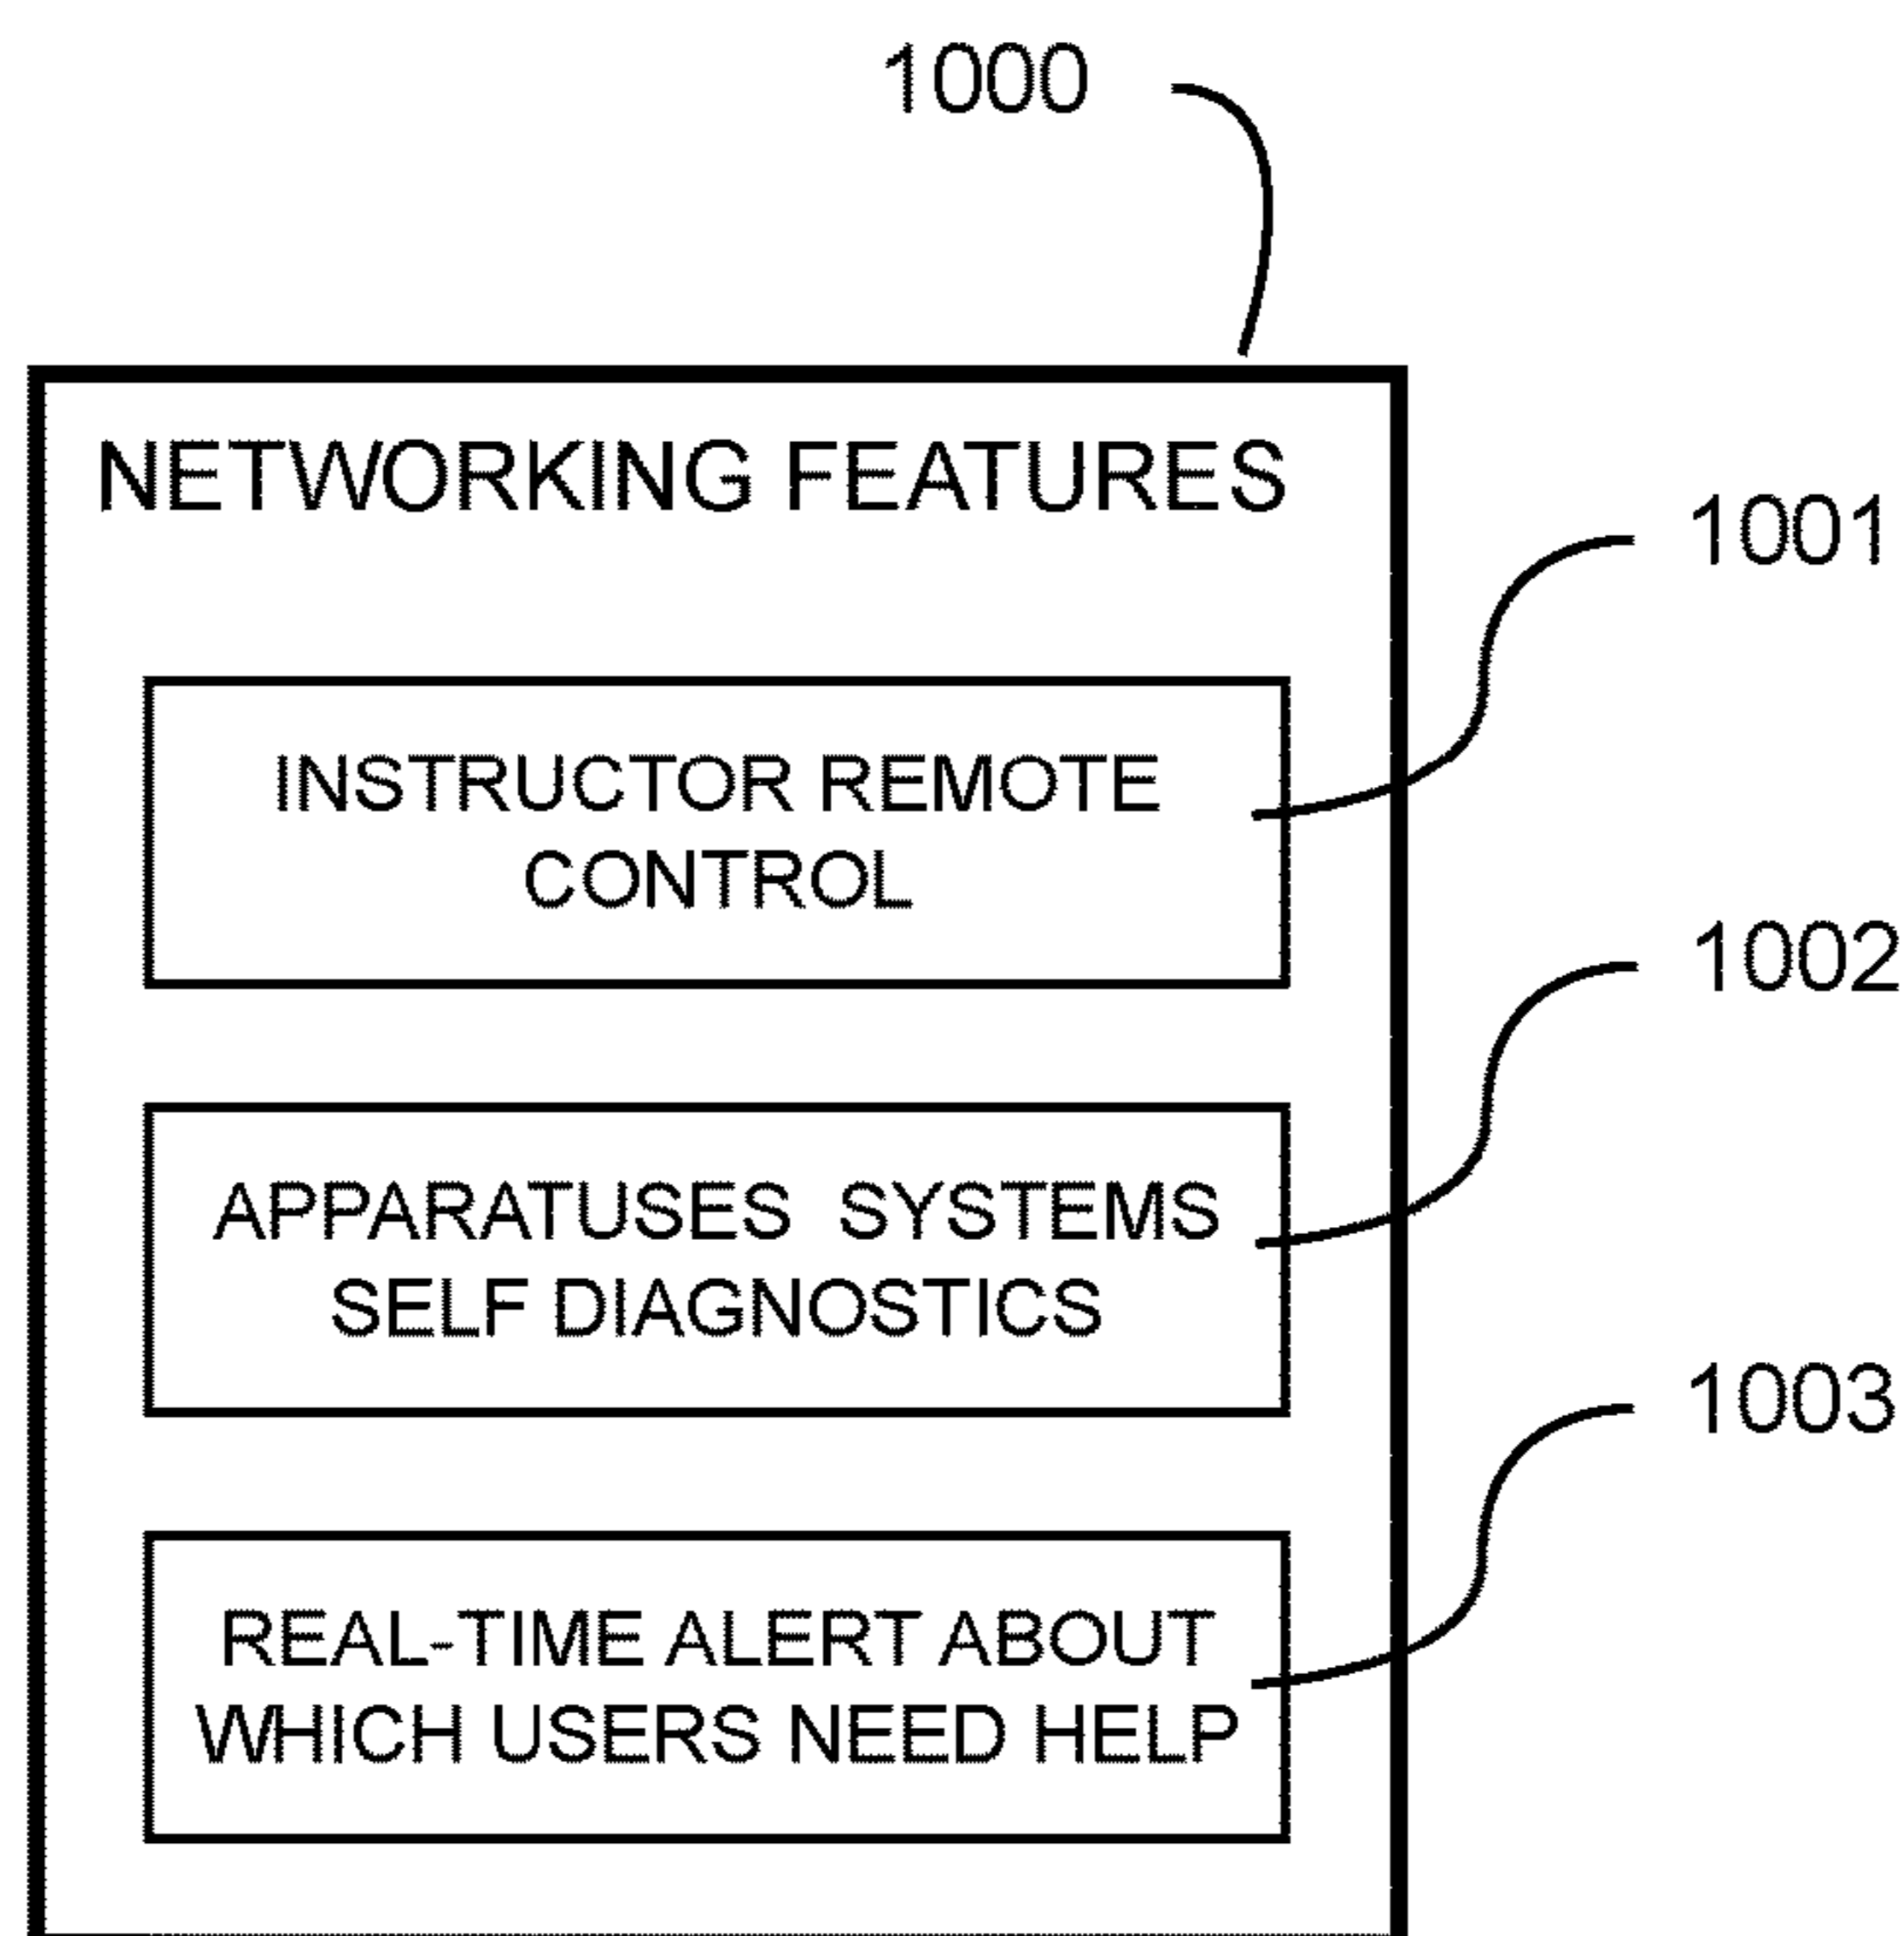 1000
NETWORKING FEATURES
1001
INSTRUCTOR REMOTE
CONTROL
1002
APPARATUSES  SYSTEMS
SELF DIAGNOSTICS
1003
REAL-TIME ALERT ABOUT
WHICH USERS NEED HELP